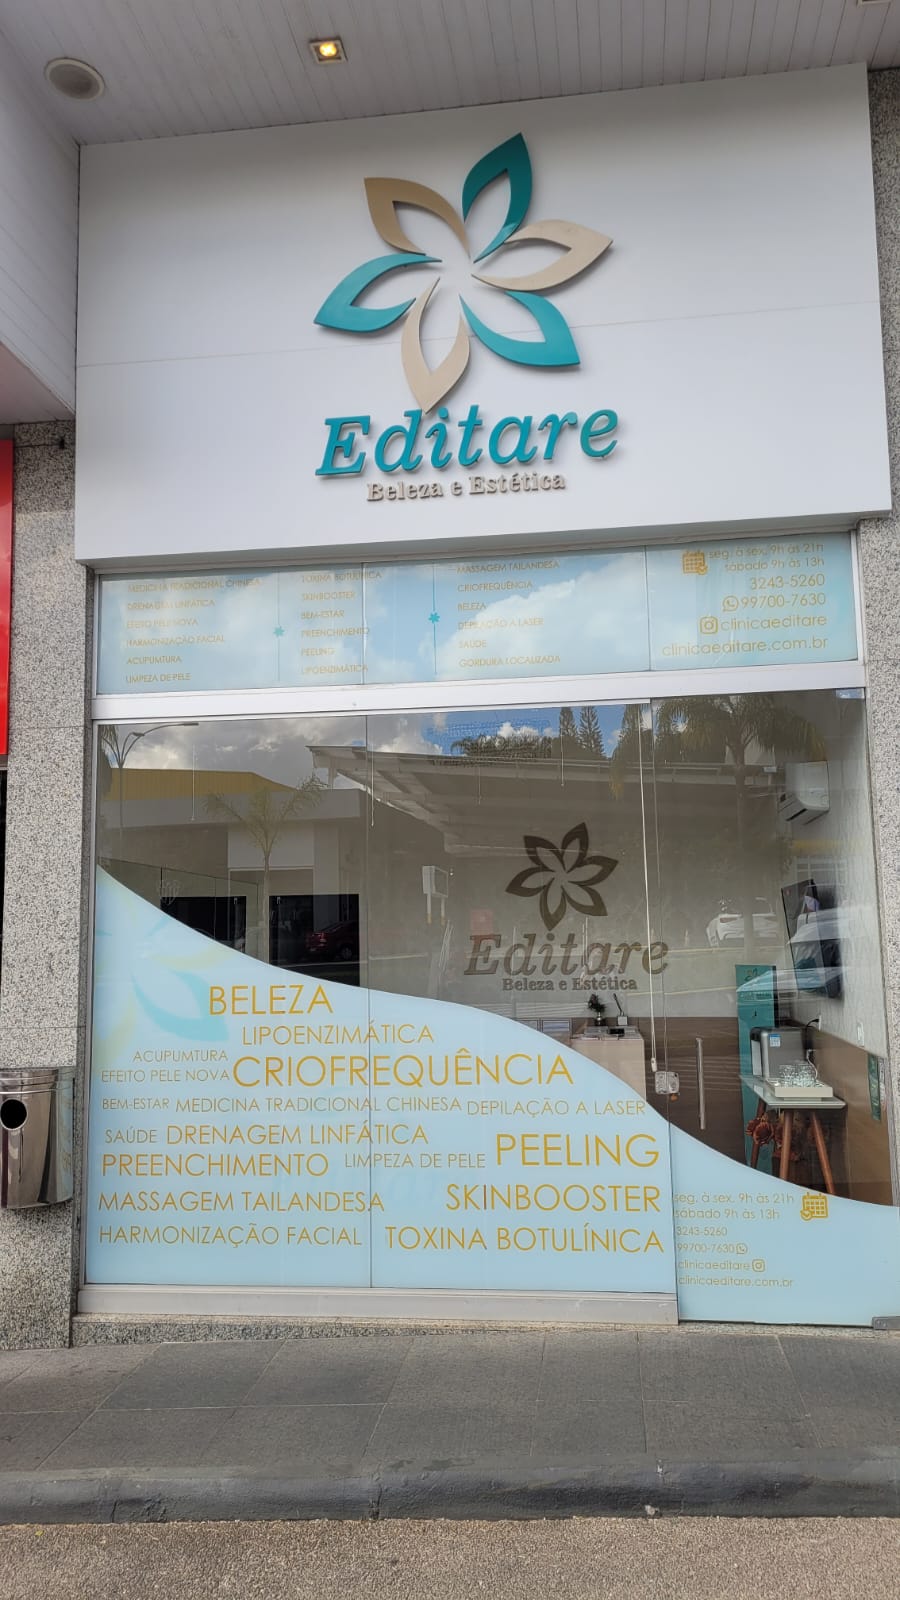 Editare
Beleza e Estética
MEDICINA TRADICIONAL CHINESA
DRENAGEM LINFÁTICA
EFEITO PELE NOVA
HARMONIZAÇÃO FACIAL
ACUPUMTURA
LIMPEZA DE PELE
TOXINA BOTULÍNICA
SKINBOOSTER
BEM-ESTAR
PREENCHIMENTO
PEELING
LIPOENZIMÁTICA
MASSAGEM TAILANDESA
CRIOFREQUÊNCIA
BELEZA
DEPILAÇÃO A LASER
SAÚDE
GORDURA LOCALIZADA
seg. à sex. 9h às 21h
sábado 9h às 13h
3243-5260
99700-7630
clinicaeditare
clinicaeditare.com.br
Editare
Beleza e Estética
BELEZA
LIPOENZIMÁTICA
ACUPUMTURA
EFEITO PELE NOVA CRIOFREQUÊNCIA
BEM-ESTAR MEDICINA TRADICIONAL CHINESA DEPILAÇÃO A LASER
SAÚDE DRENAGEM LINFÁTICA
PREENCHIMENTO LIMPEZA DE PELE PEELING
MASSAGEM TAILANDESA SKINBOOSTER
HARMONIZAÇÃO FACIAL TOXINA BOTULÍNICA
seg. à sex. 9h às 21h
sábado 9h às 13h
3243-5260
99700-7630
clinicaeditare
clinicaeditare.com.br